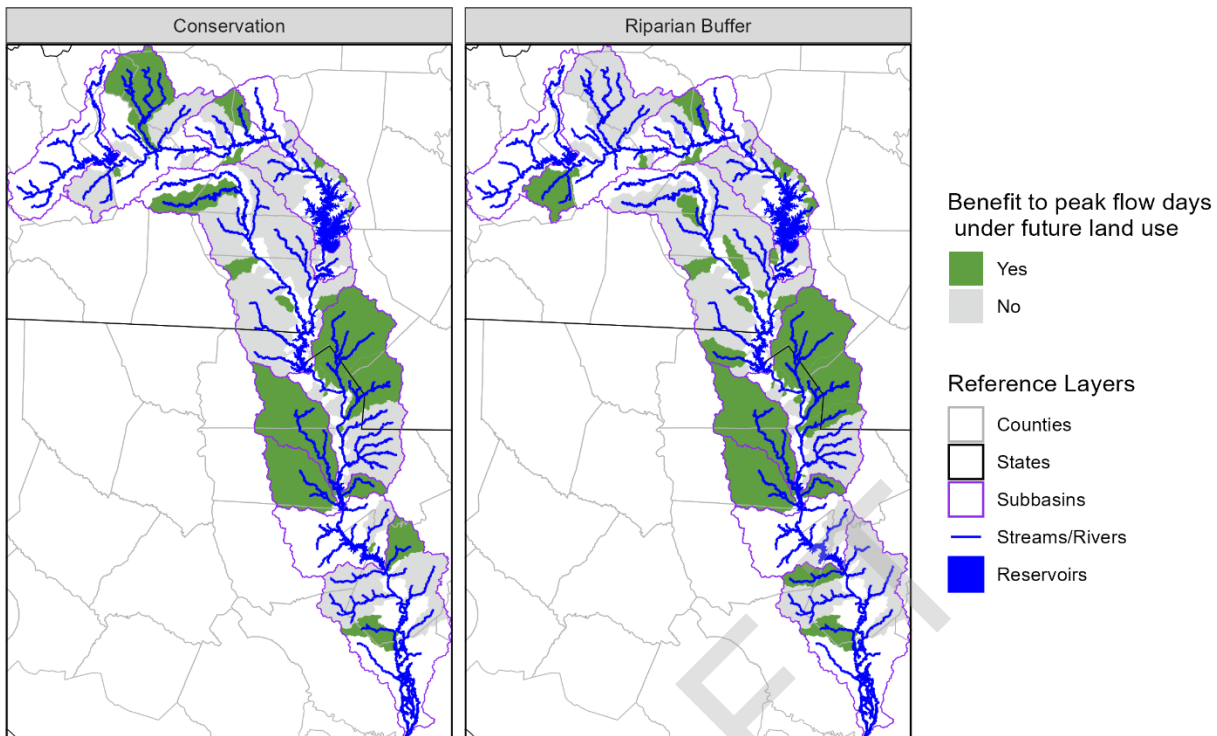 Conservation
Riparian Buffer
Benefit to peak flow days
under future land use
Yes
No
Reference Layers
Counties
States
Subbasins
Streams/Rivers
Reservoirs